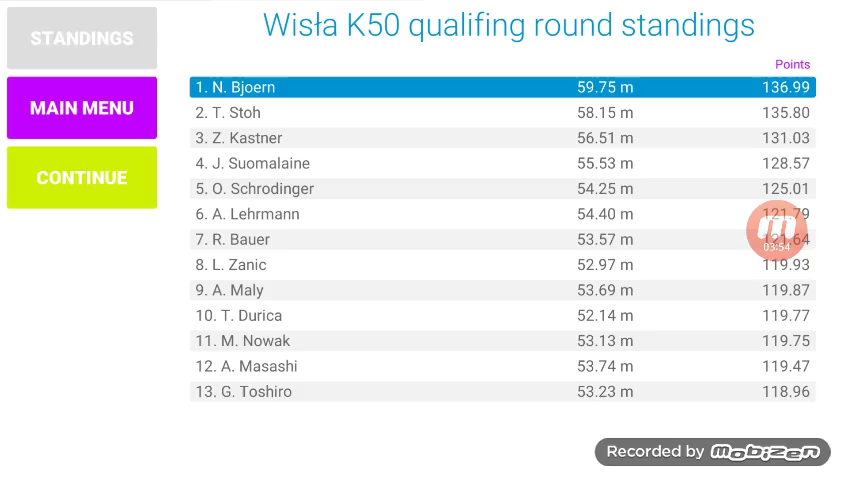 STANDINGS
MAIN MENU
CONTINUE
Wisła K50 qualifing round standings
Points
1. N. Bjoern 59.75 m 136.99
2. T. Stoh 58.15 m 135.80
3. Z. Kastner 56.51 m 131.03
4. J. Suomalaine 55.53 m 128.57
5. O. Schrodinger 54.25 m 125.01
6. A. Lehrmann 54.40 m 121.79
7. R. Bauer 53.57 m 121.64
8. L. Zanic 52.97 m 119.93
9. A. Maly 53.69 m 119.87
10. T. Durica 52.14 m 119.77
11. M. Nowak 53.13 m 119.75
12. A. Masashi 53.74 m 119.47
13. G. Toshiro 53.23 m 118.96
03:54
Recorded by mobizen